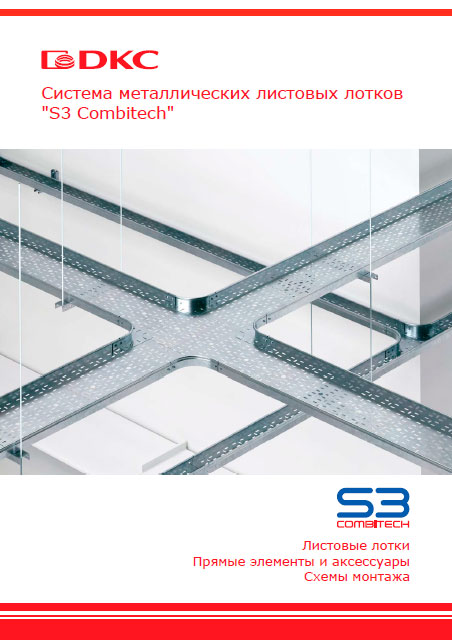 DKC
Система металлических листовых лотков
"S3 Combitech"
S3
COMBITECH
Листовые лотки
Прямые элементы и аксессуары
Схемы монтажа